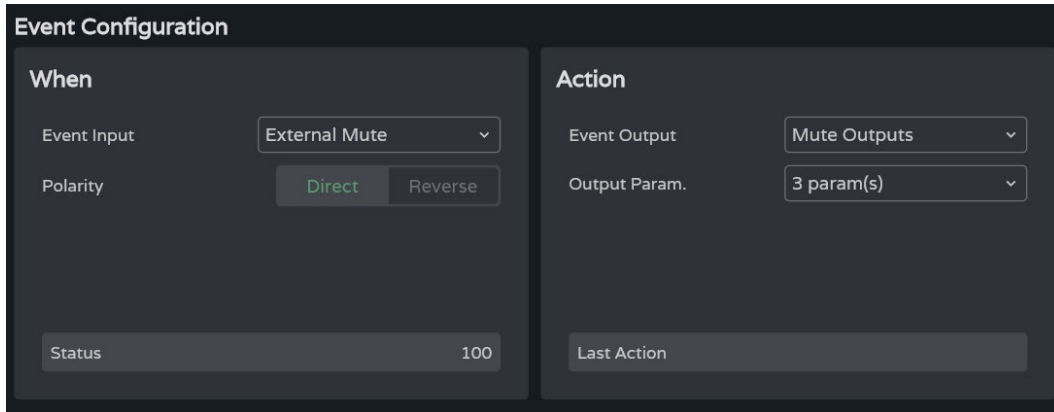 Event Configuration
When
Event Input External Mute
Polarity Direct Reverse
Status 100
Action
Event Output Mute Outputs
Output Param. 3 param(s)
Last Action